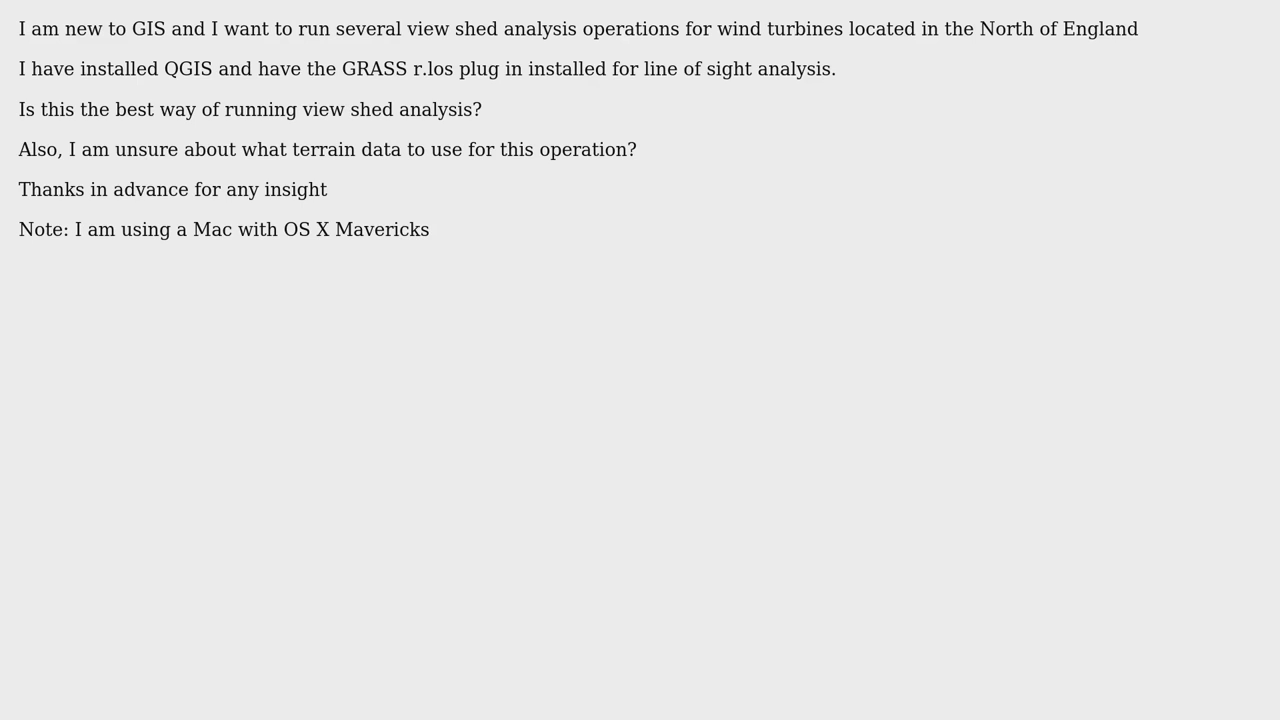 I am new to GIS and I want to run several view shed analysis operations for wind turbines located in the North of England
I have installed QGIS and have the GRASS r.los plug in installed for line of sight analysis.
Is this the best way of running view shed analysis?
Also, I am unsure about what terrain data to use for this operation?
Thanks in advance for any insight
Note: I am using a Mac with OS X Mavericks